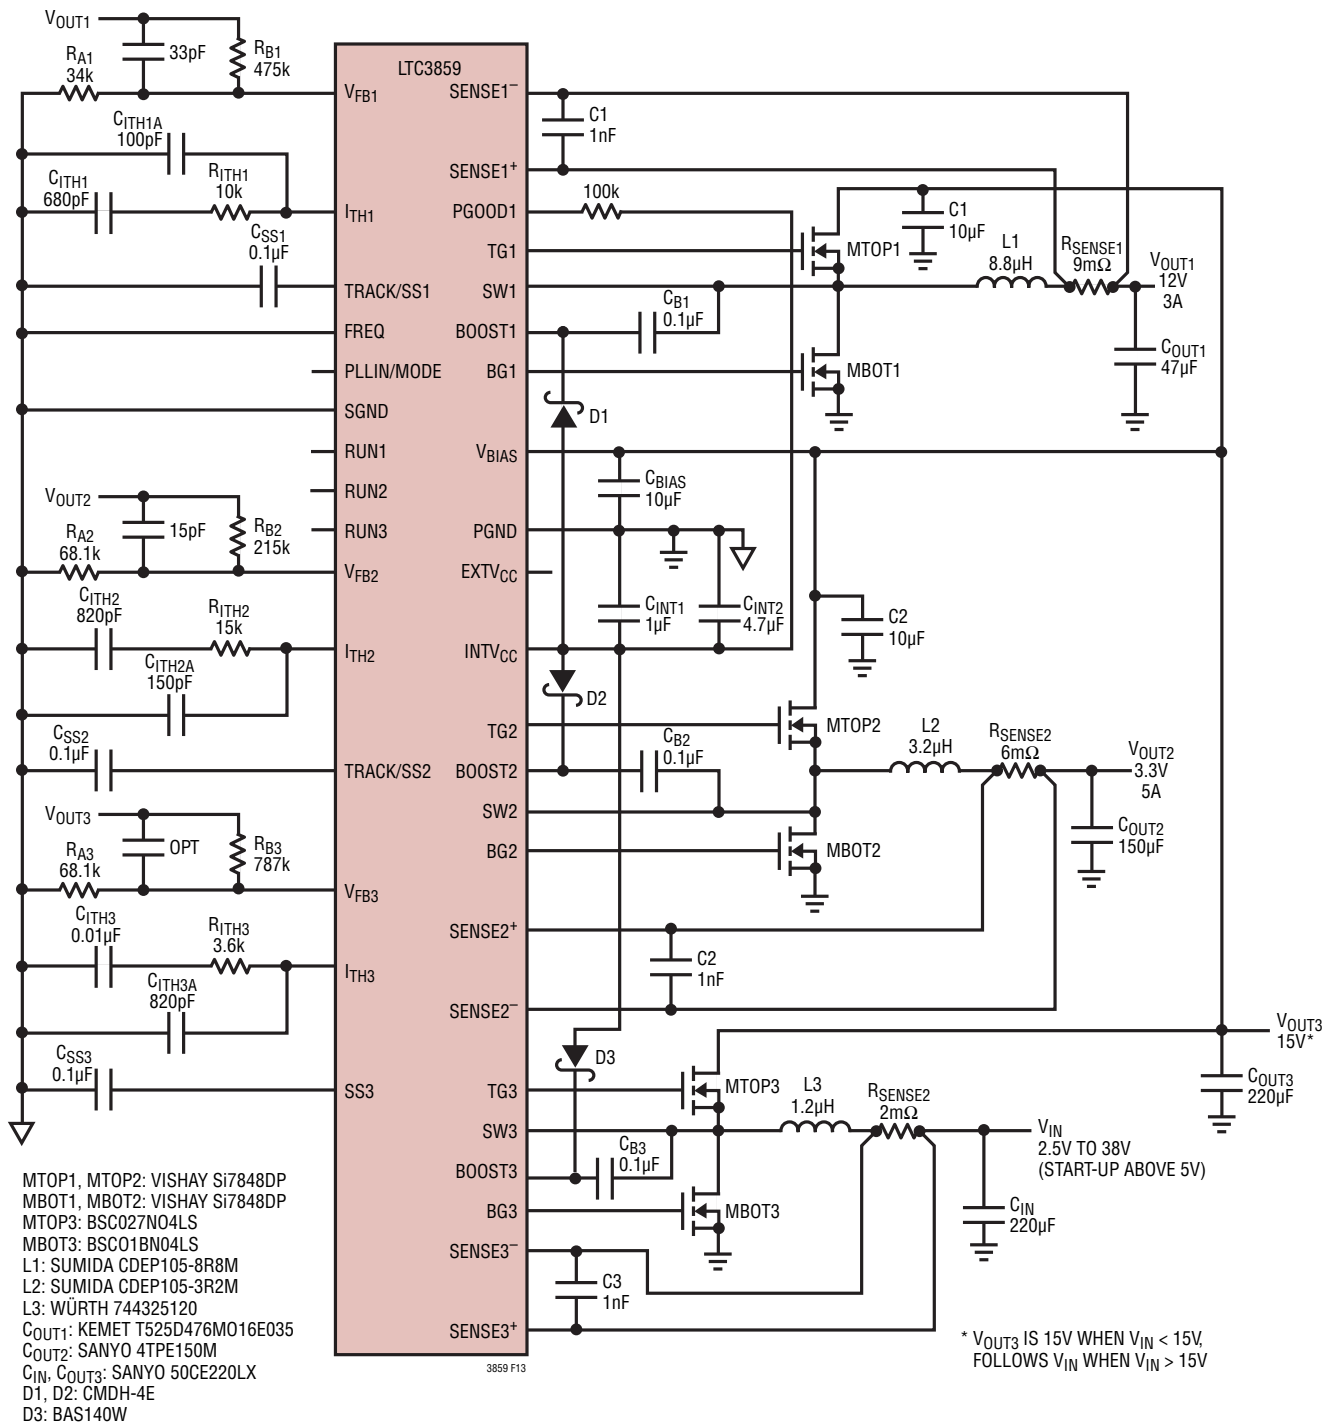 VOUT1
33pF
RB1
475k
RA1
34k
VFB1
LTC3859
SENSE1–
C1
1nF
CITH1A
100pF
SENSE1+
CITH1
680pF
RITH1
10k
ITH1
PGOOD1
100k
C1
10µF
CSS1
0.1µF
TG1
MTOP1
L1
8.8µH
RSENSE1
9mΩ
VOUT1
12V
3A
TRACK/SS1
SW1
CB1
0.1µF
FREQ
BOOST1
COUT1
47µF
PLLIN/MODE
BG1
MBOT1
SGND
D1
RUN1
VBIAS
CBIAS
10µF
RUN2
VOUT2
15pF
RB2
215k
RA2
68.1k
RUN3
PGND
VFB2
EXTVCC
CITH2
820pF
RITH2
15k
CINT1
1µF
CINT2
4.7µF
C2
10µF
ITH2
INTVCC
CITH2A
150pF
D2
TG2
MTOP2
L2
3.2µH
RSENSE2
6mΩ
CSS2
0.1µF
CB2
0.1µF
VOUT2
3.3V
5A
TRACK/SS2
BOOST2
VOUT3
SW2
COUT2
150µF
OPT
RB3
787k
RA3
68.1k
BG2
MBOT2
VFB3
CITH3
0.01µF
RITH3
3.6k
SENSE2+
ITH3
C2
1nF
CITH3A
820pF
SENSE2–
VOUT3
15V*
CSS3
0.1µF
D3
SS3
TG3
MTOP3
L3
1.2µH
RSENSE2
2mΩ
COUT3
220µF
SW3
VIN
2.5V TO 38V
(START-UP ABOVE 5V)
CB3
0.1µF
BOOST3
BG3
MBOT3
CIN
220µF
SENSE3–
C3
1nF
SENSE3+
MTOP1, MTOP2: VISHAY Si7848DP
MBOT1, MBOT2: VISHAY Si7848DP
MTOP3: BSC027NO4LS
MBOT3: BSCO1BN04LS
L1: SUMIDA CDEP105-8R8M
L2: SUMIDA CDEP105-3R2M
L3: WÜRTH 744325120
COUT1: KEMET T525D476MO16E035
COUT2: SANYO 4TPE150M
CIN, COUT3: SANYO 50CE220LX
D1, D2: CMDH-4E
D3: BAS140W
3859 F13
* VOUT3 IS 15V WHEN VIN < 15V,
FOLLOWS VIN WHEN VIN > 15V